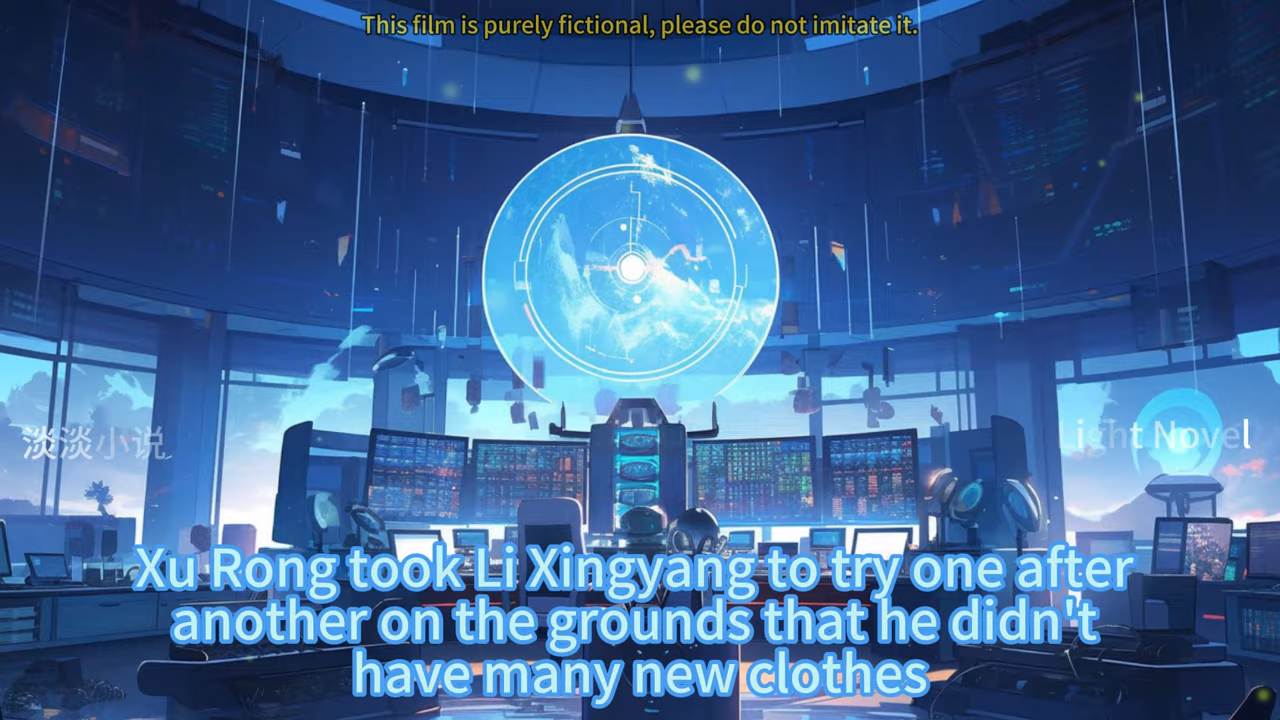 This film is purely fictional, please do not imitate it.
淡淡小说
ight Novel
Xu Rong took Li Xingyang to try one after
another on the grounds that he didn't
have many new clothes